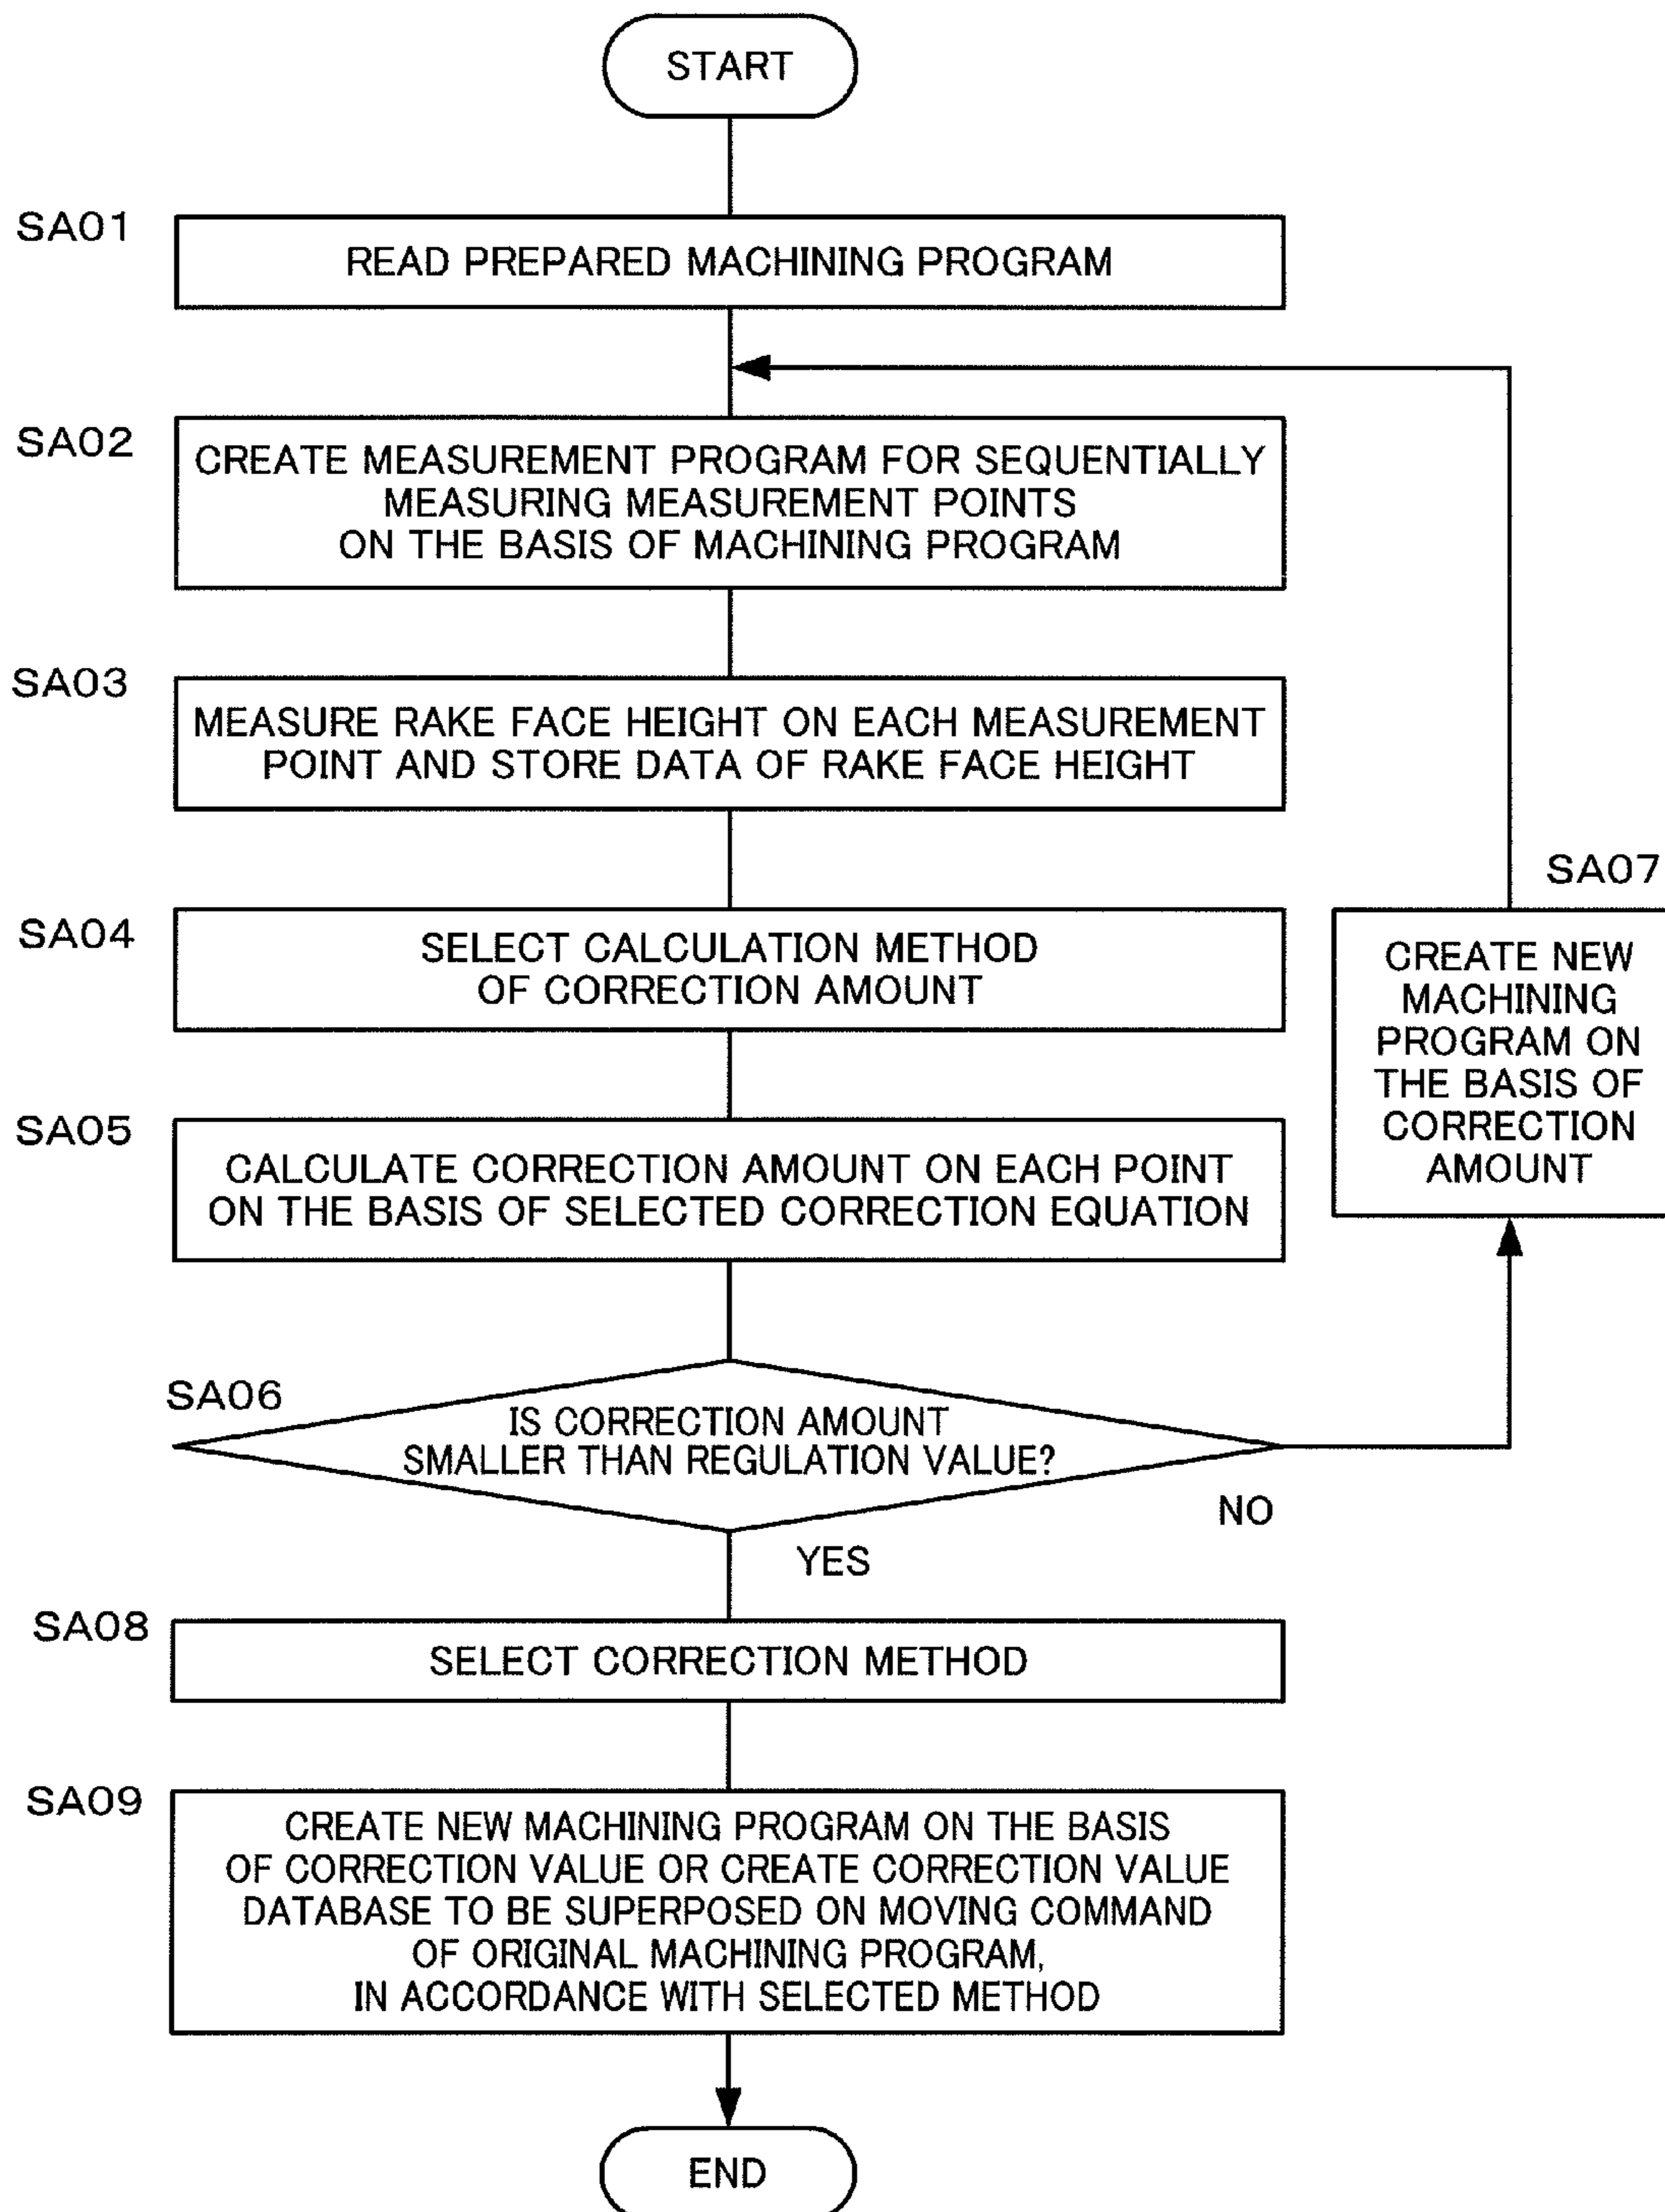 START
SA01
READ PREPARED MACHINING PROGRAM
SA02
CREATE MEASUREMENT PROGRAM FOR SEQUENTIALLY
MEASURING MEASUREMENT POINTS
ON THE BASIS OF MACHINING PROGRAM
SA03
MEASURE RAKE FACE HEIGHT ON EACH MEASUREMENT
POINT AND STORE DATA OF RAKE FACE HEIGHT
SA04
SELECT CALCULATION METHOD
OF CORRECTION AMOUNT
SA05
CALCULATE CORRECTION AMOUNT ON EACH POINT
ON THE BASIS OF SELECTED CORRECTION EQUATION
SA06
IS CORRECTION AMOUNT
SMALLER THAN REGULATION VALUE?
NO
YES
SA07
CREATE NEW
MACHINING
PROGRAM ON
THE BASIS OF
CORRECTION
AMOUNT
SA08
SELECT CORRECTION METHOD
SA09
CREATE NEW MACHINING PROGRAM ON THE BASIS
OF CORRECTION VALUE OR CREATE CORRECTION VALUE
DATABASE TO BE SUPERPOSED ON MOVING COMMAND
OF ORIGINAL MACHINING PROGRAM,
IN ACCORDANCE WITH SELECTED METHOD
END